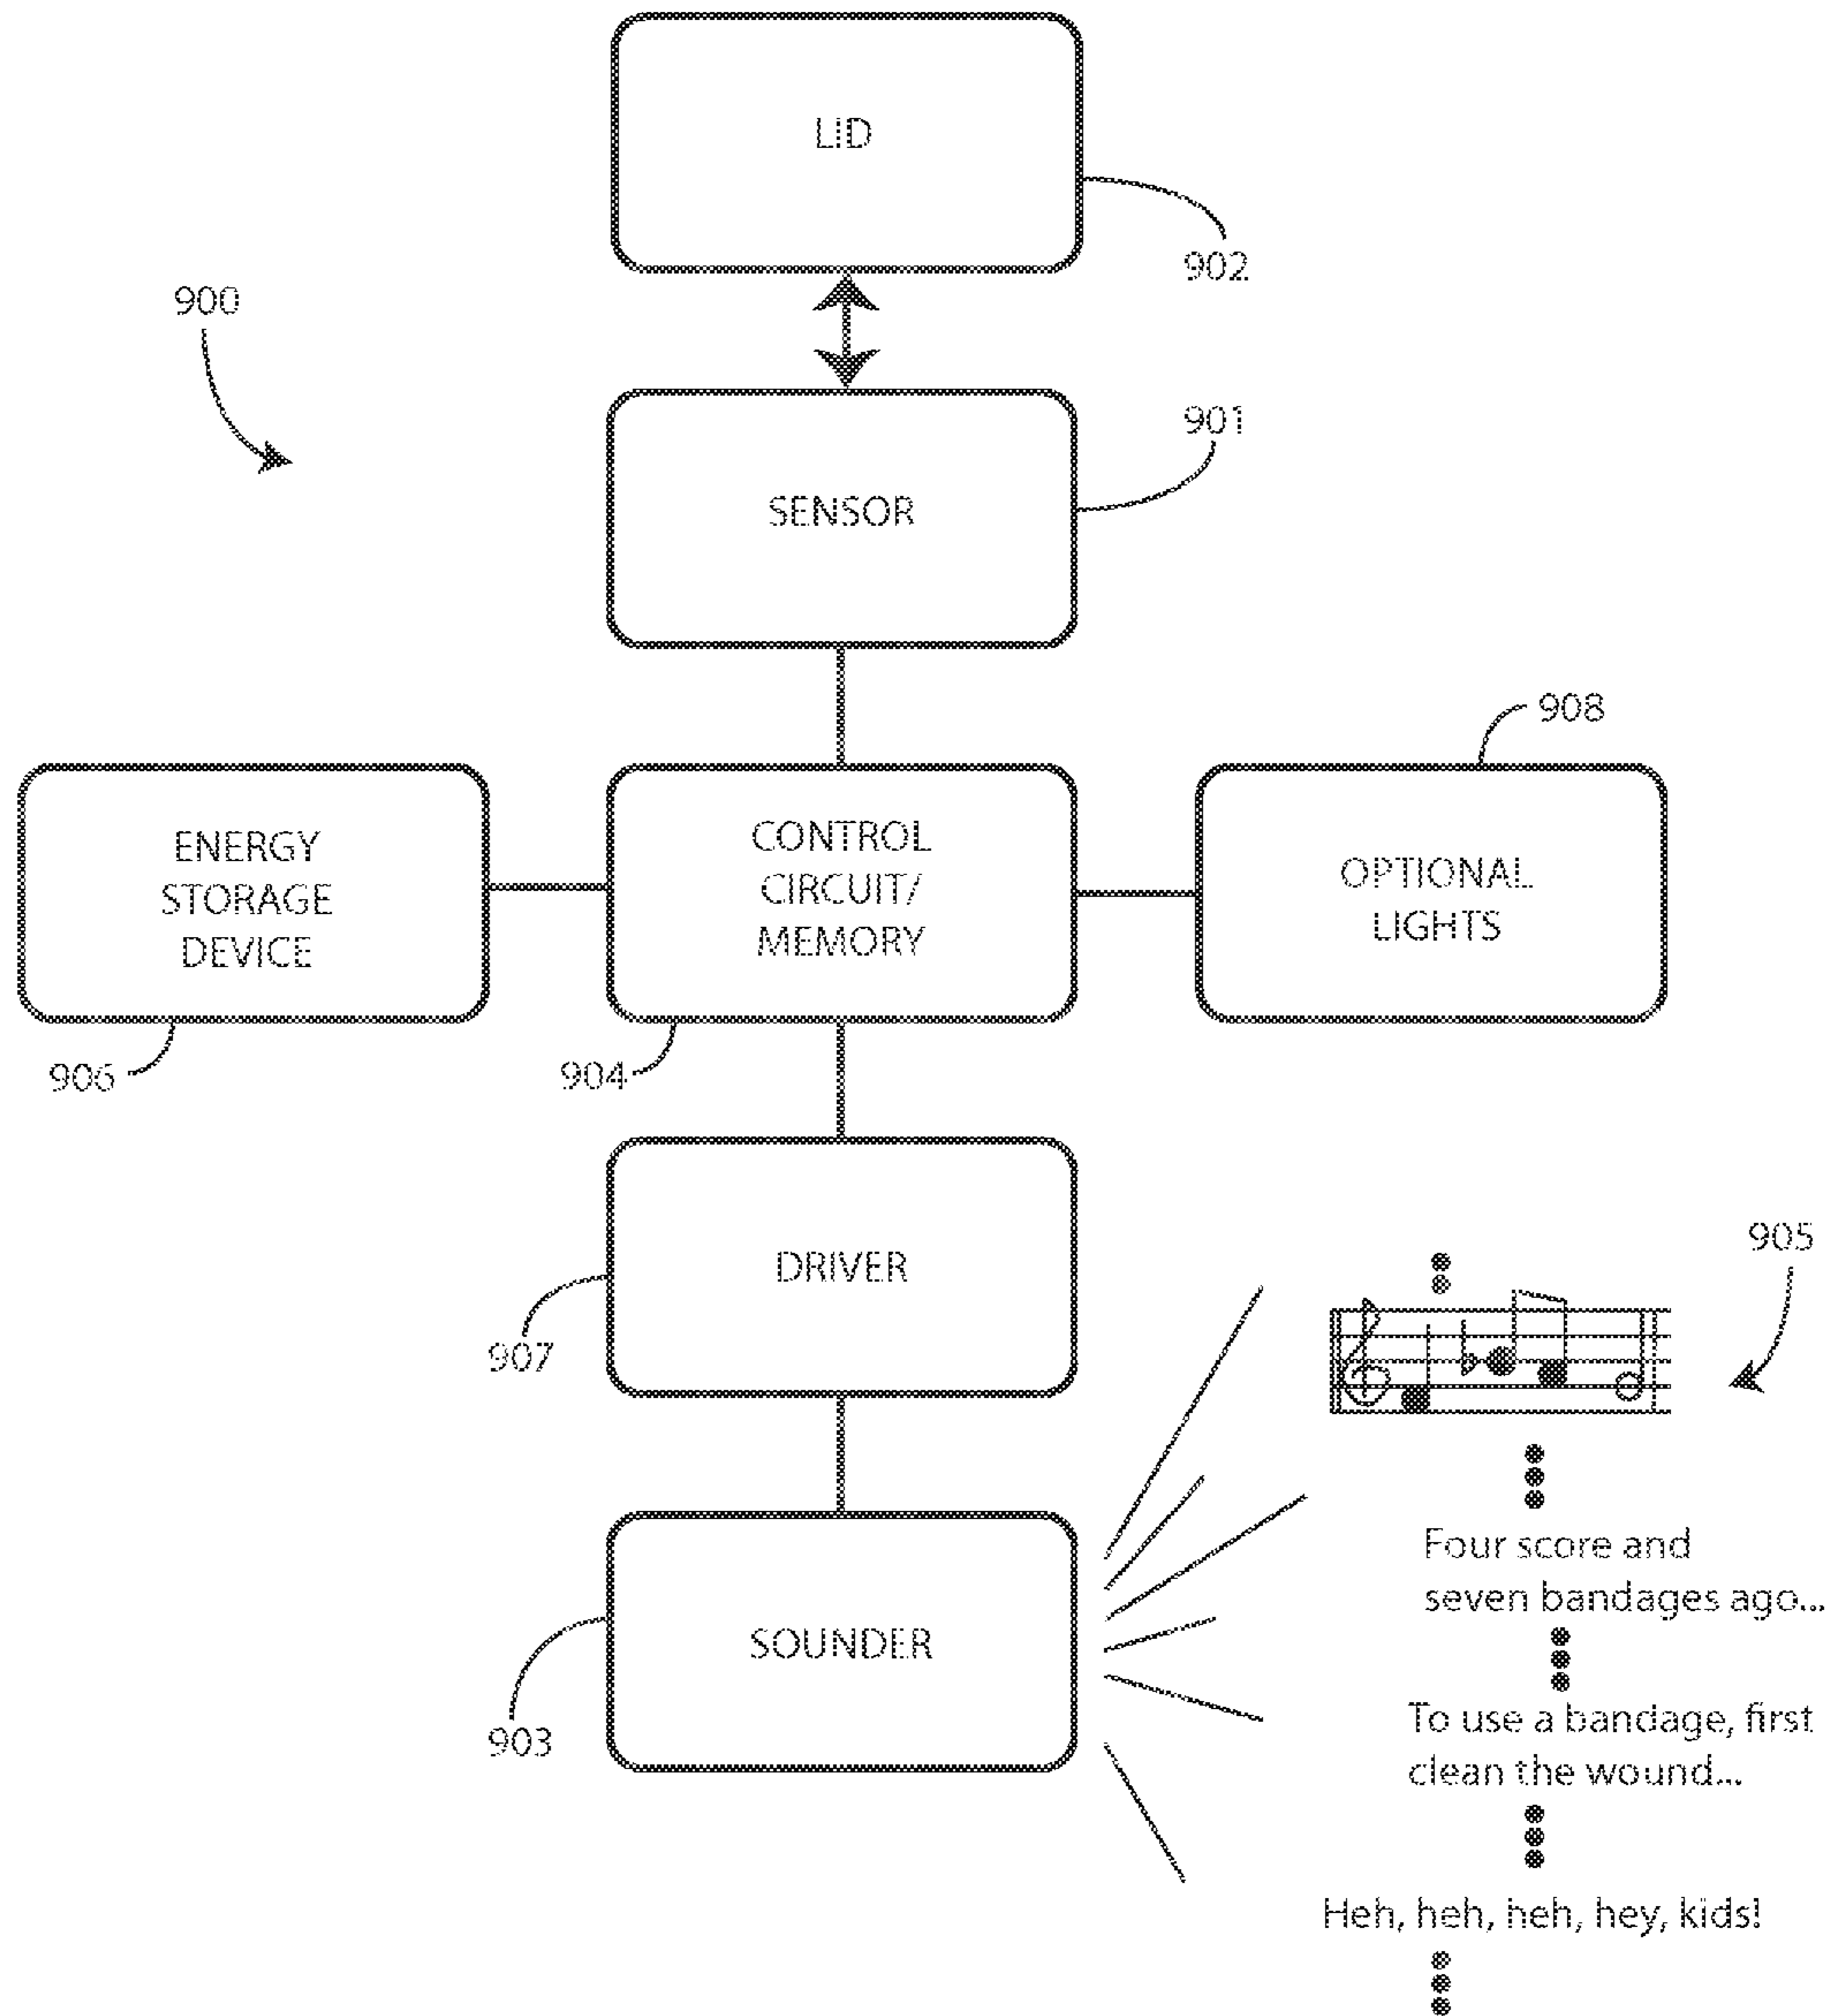 LID
902
900
901
SENSOR
908
ENERGY
STORAGE
DEVICE
CONTROL
CIRCUIT/
MEMORY
OPTIONAL
LIGHTS
906
904
905
DRIVER
907
Four score and
seven bandages ago...
SOUNDER
To use a bandage, first
clean the wound...
903
Heh, heh, heh, hey, kids!